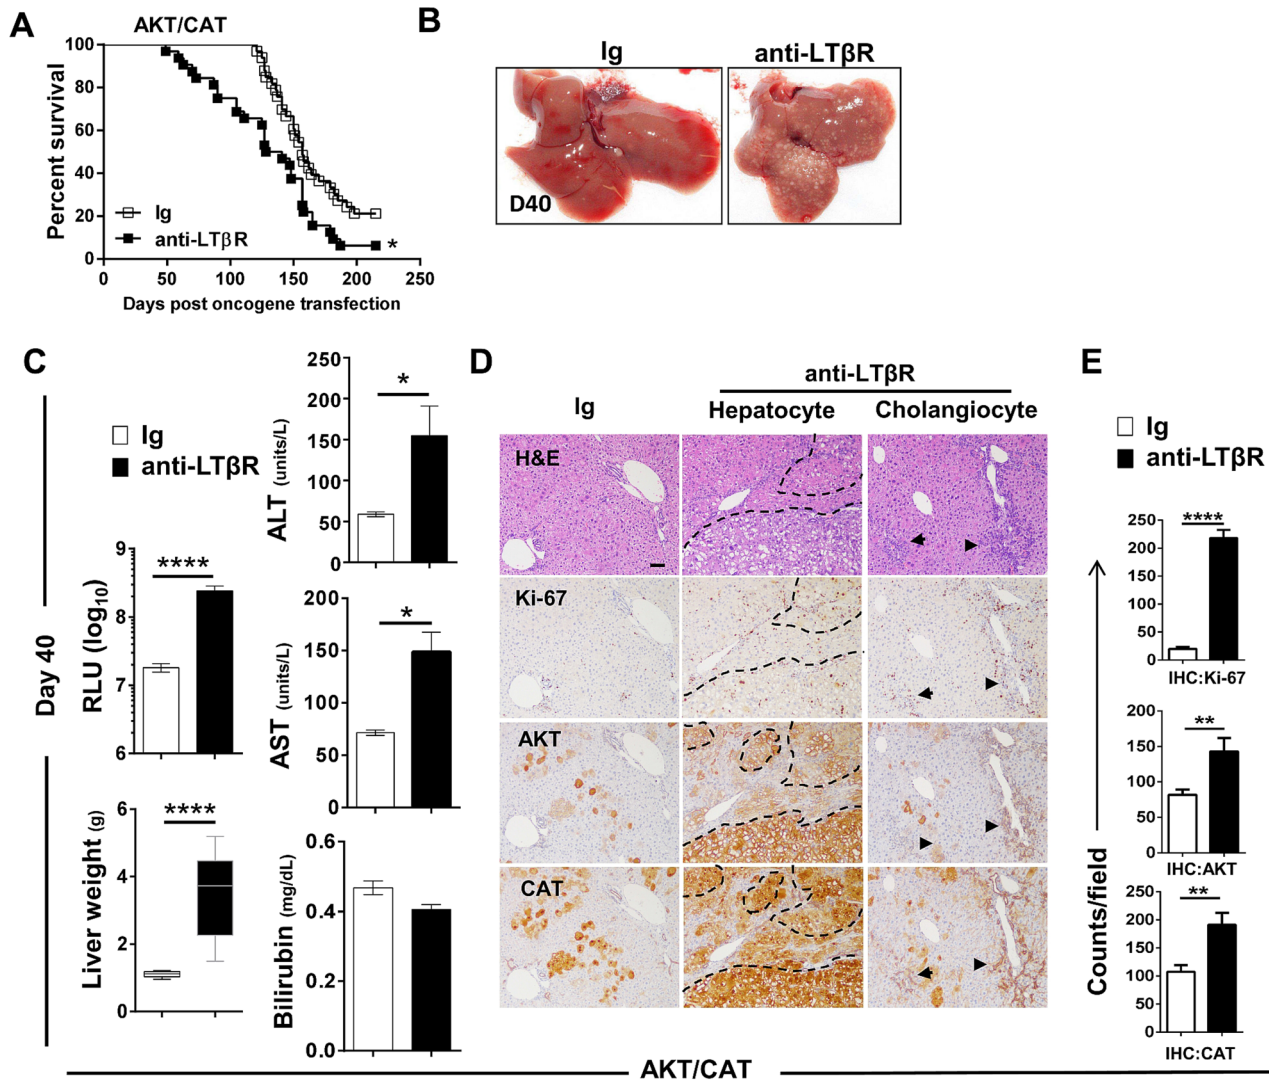 A
AKT/CAT
Percent survival
100
80
60
40
20
0
0 50 100 150 200 250
Ig
anti-LTβR
*
Days post oncogene transfection
B
Ig anti-LTβR
D40
C
Day 40
Ig
anti-LTβR
RLU (log10)
9
8
7
6
****
Liver weight (g)
6
4
2
0
****
ALT (units/L)
250
200
150
100
50
0
*
AST (units/L)
200
150
100
50
0
*
Bilirubin (mg/dL)
0.6
0.4
0.2
0.0
D
anti-LTβR
Ig Hepatocyte Cholangiocyte
H&E
Ki-67
AKT
CAT
E
Ig
anti-LTβR
Counts/field
250
200
150
100
50
0
****
IHC:Ki-67
200
150
100
50
0
**
IHC:AKT
250
200
150
100
50
0
**
IHC:CAT
AKT/CAT